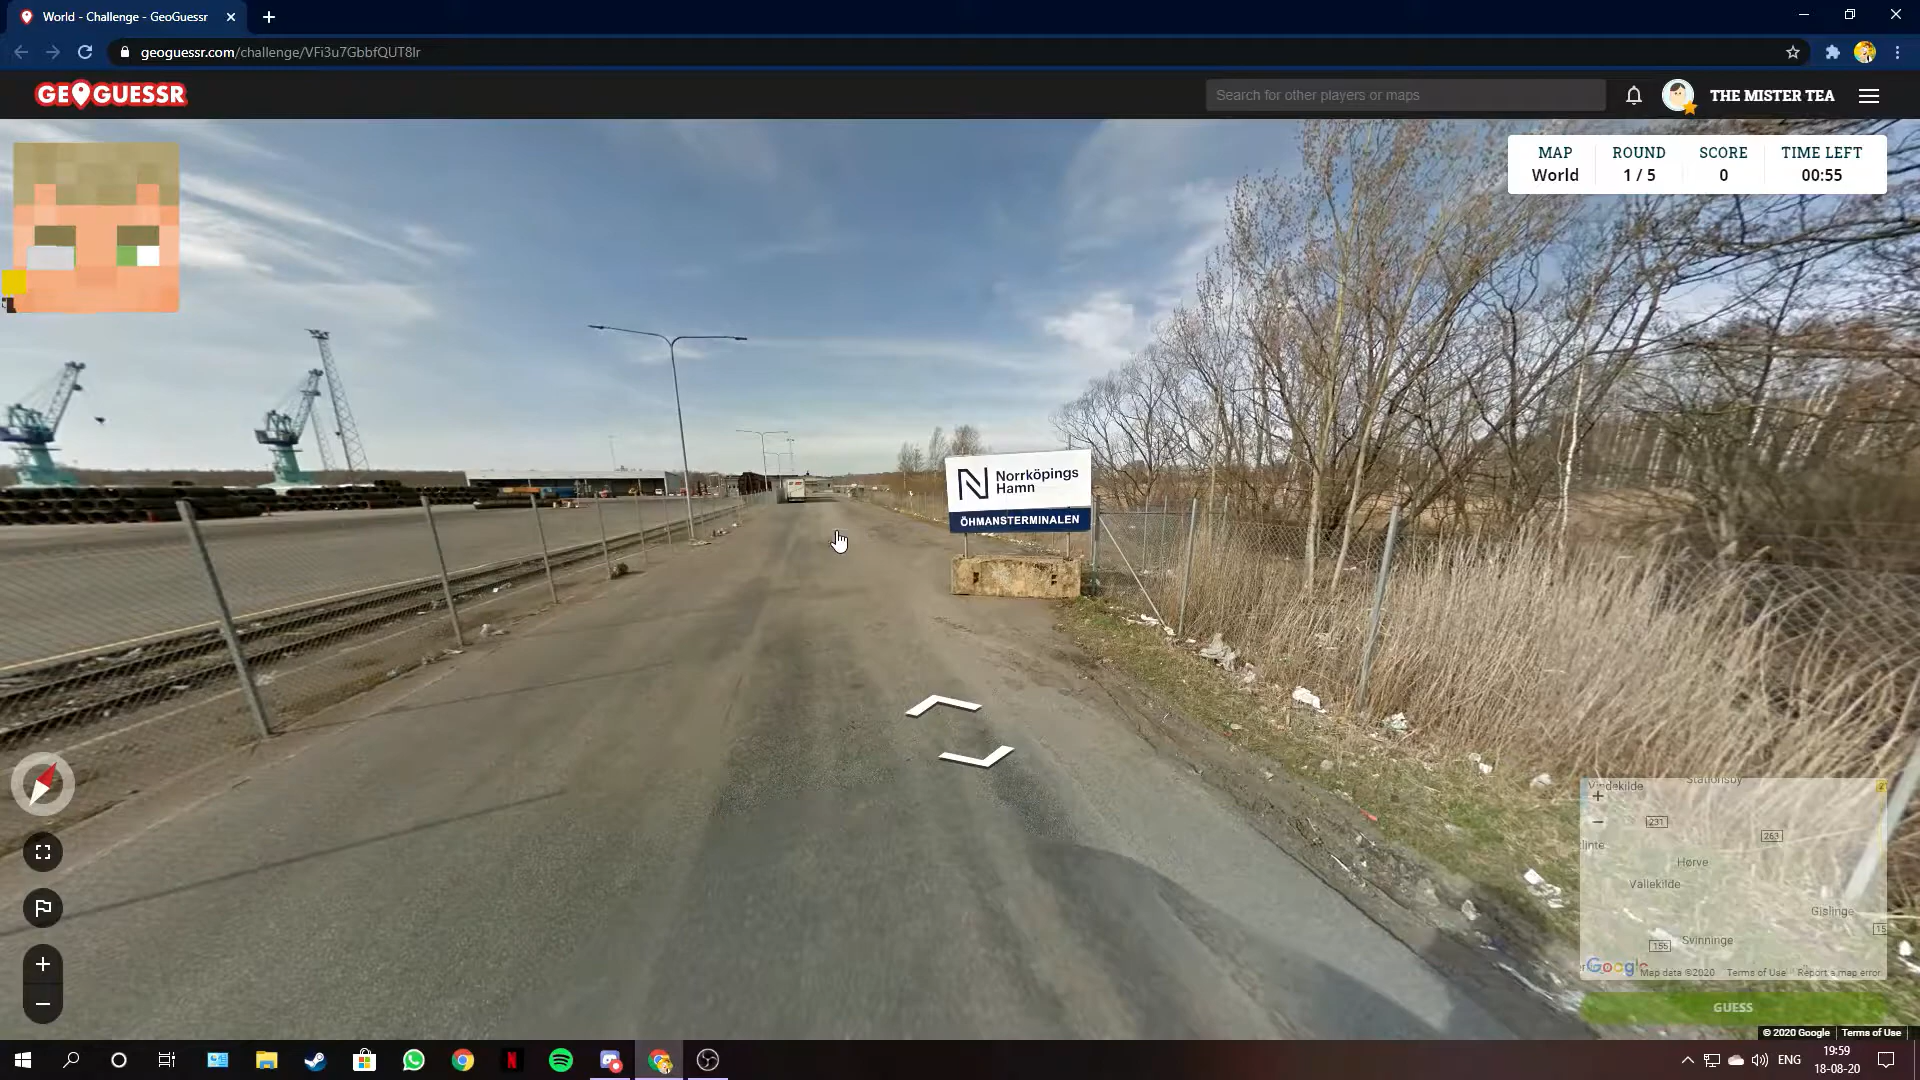 World - Challenge - GeoGuessr
geoguessr.com/challenge/VFi3u7GbbfQUT8Ir
GEOGUESSR
Search for other players or maps
THE MISTER TEA
MAP ROUND SCORE TIME LEFT
World 1 / 5 0 00:55
Norrköpings
Hamn
ÖHMANSTERMINALEN
Stationsby
231
263
Hørve
Vallekilde
Gislinge
155
Svinninge
Google
Map data ©2020 Terms of Use Report a map error
GUESS
© 2020 Google Terms of Use
ENG
19:59
18-08-20